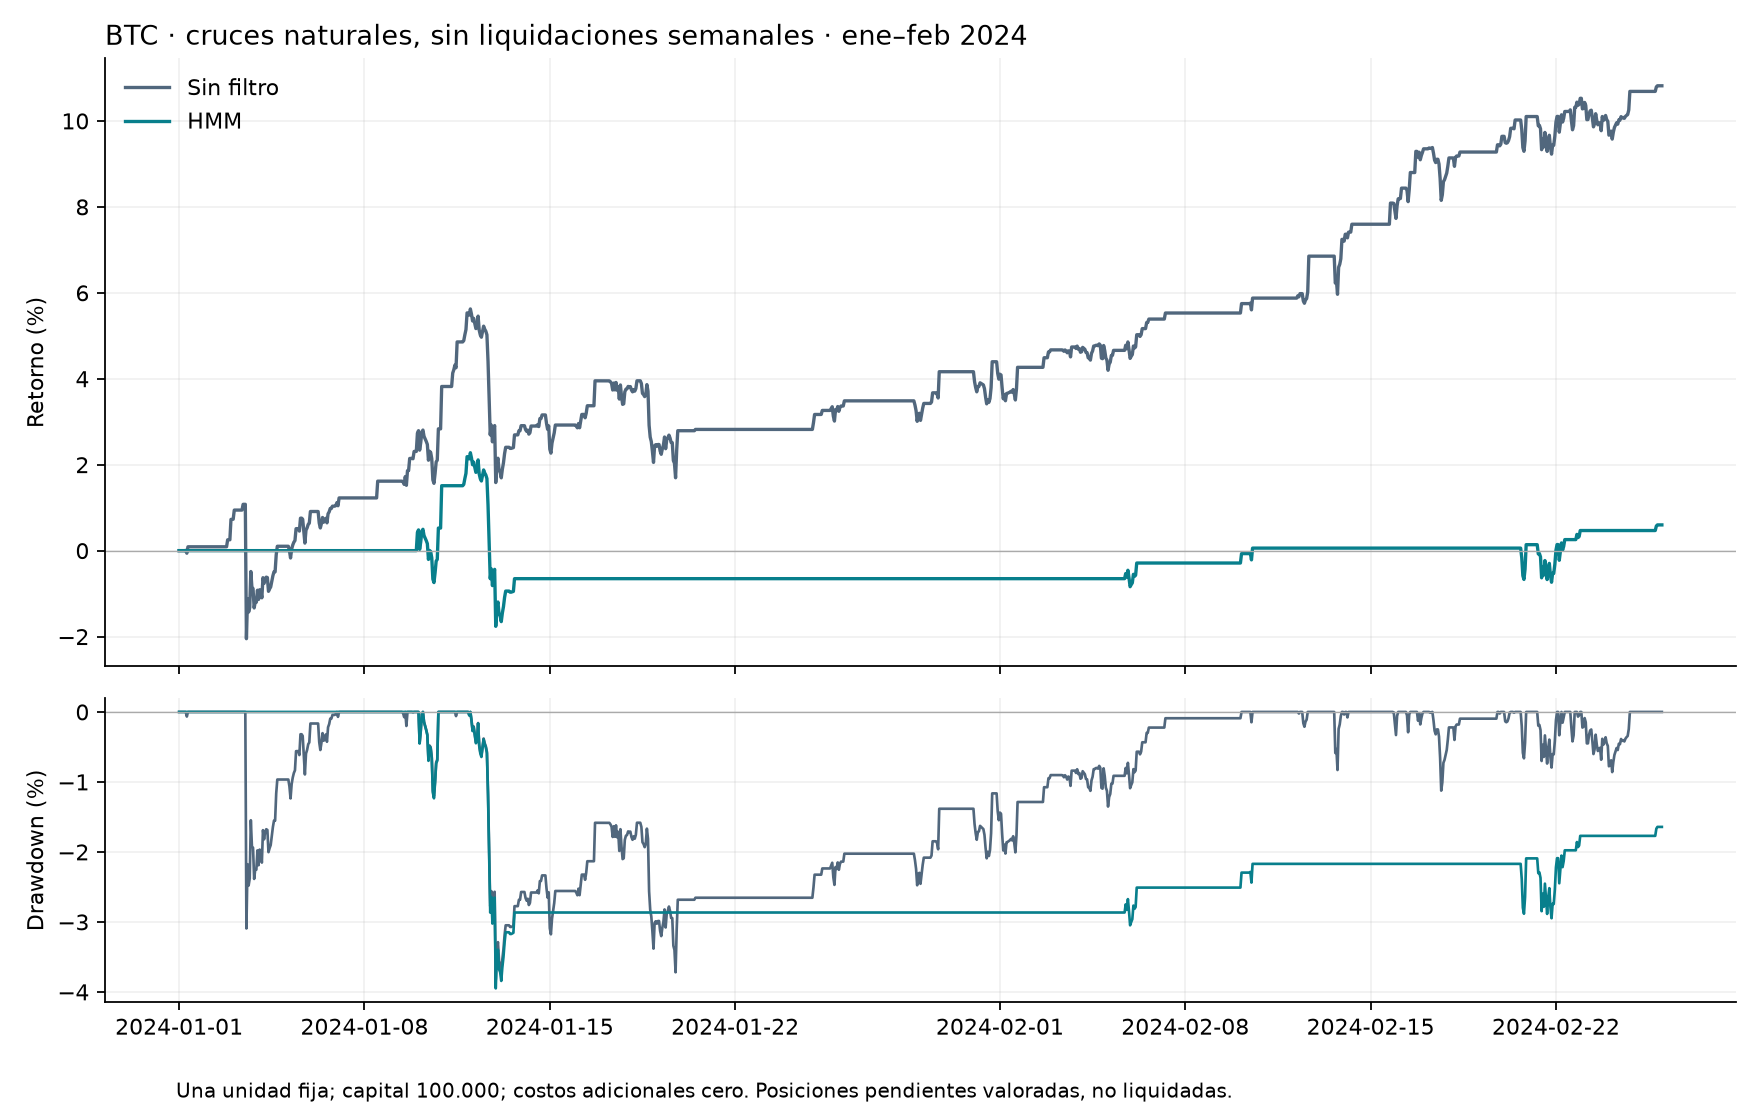 BTC · cruces naturales, sin liquidaciones semanales · ene–feb 2024
Sin filtro
HMM
Retorno (%)
10
8
6
4
2
0
−2
Drawdown (%)
0
−1
−2
−3
−4
2024-01-01 2024-01-08 2024-01-15 2024-01-22 2024-02-01 2024-02-08 2024-02-15 2024-02-22
Una unidad fija; capital 100.000; costos adicionales cero. Posiciones pendientes valoradas, no liquidadas.